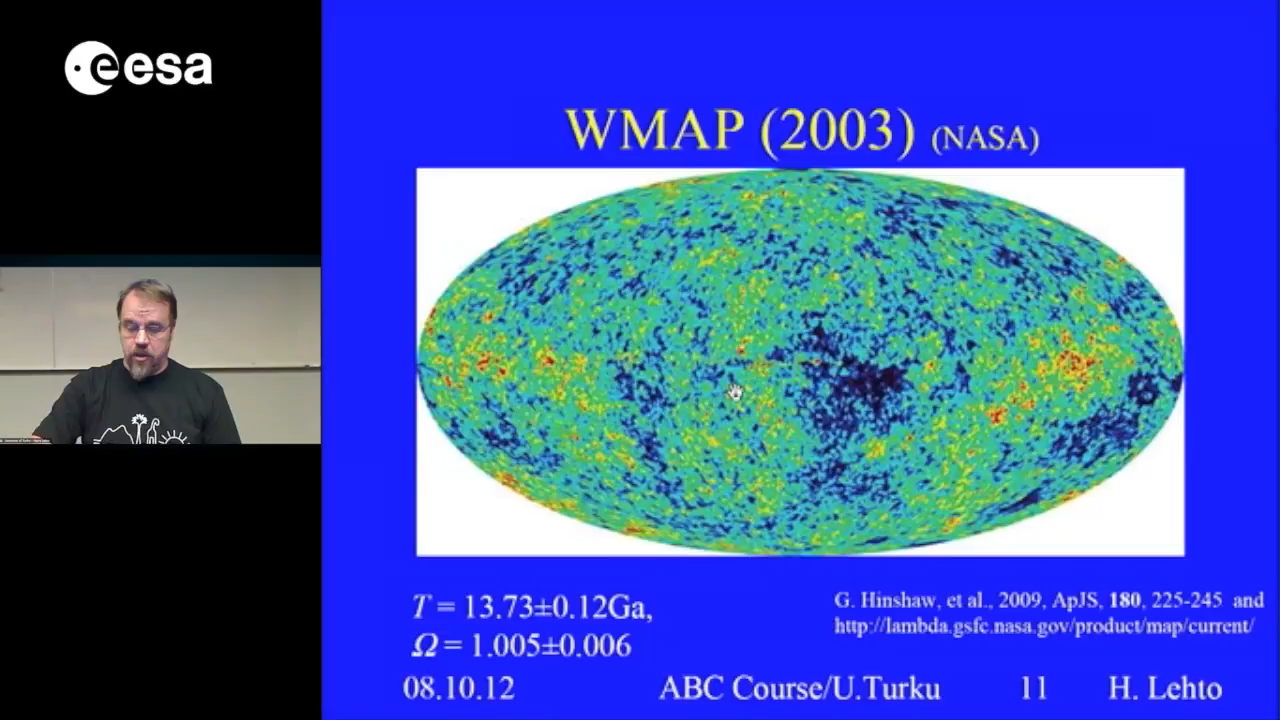 esa
WMAP (2003) (NASA)
T = 13.73±0.12Ga,
Ω = 1.005±0.006
G. Hinshaw, et al., 2009, ApJS, 180, 225-245 and
http://lambda.gsfc.nasa.gov/product/map/current/
08.10.12 ABC Course/U.Turku 11 H. Lehto